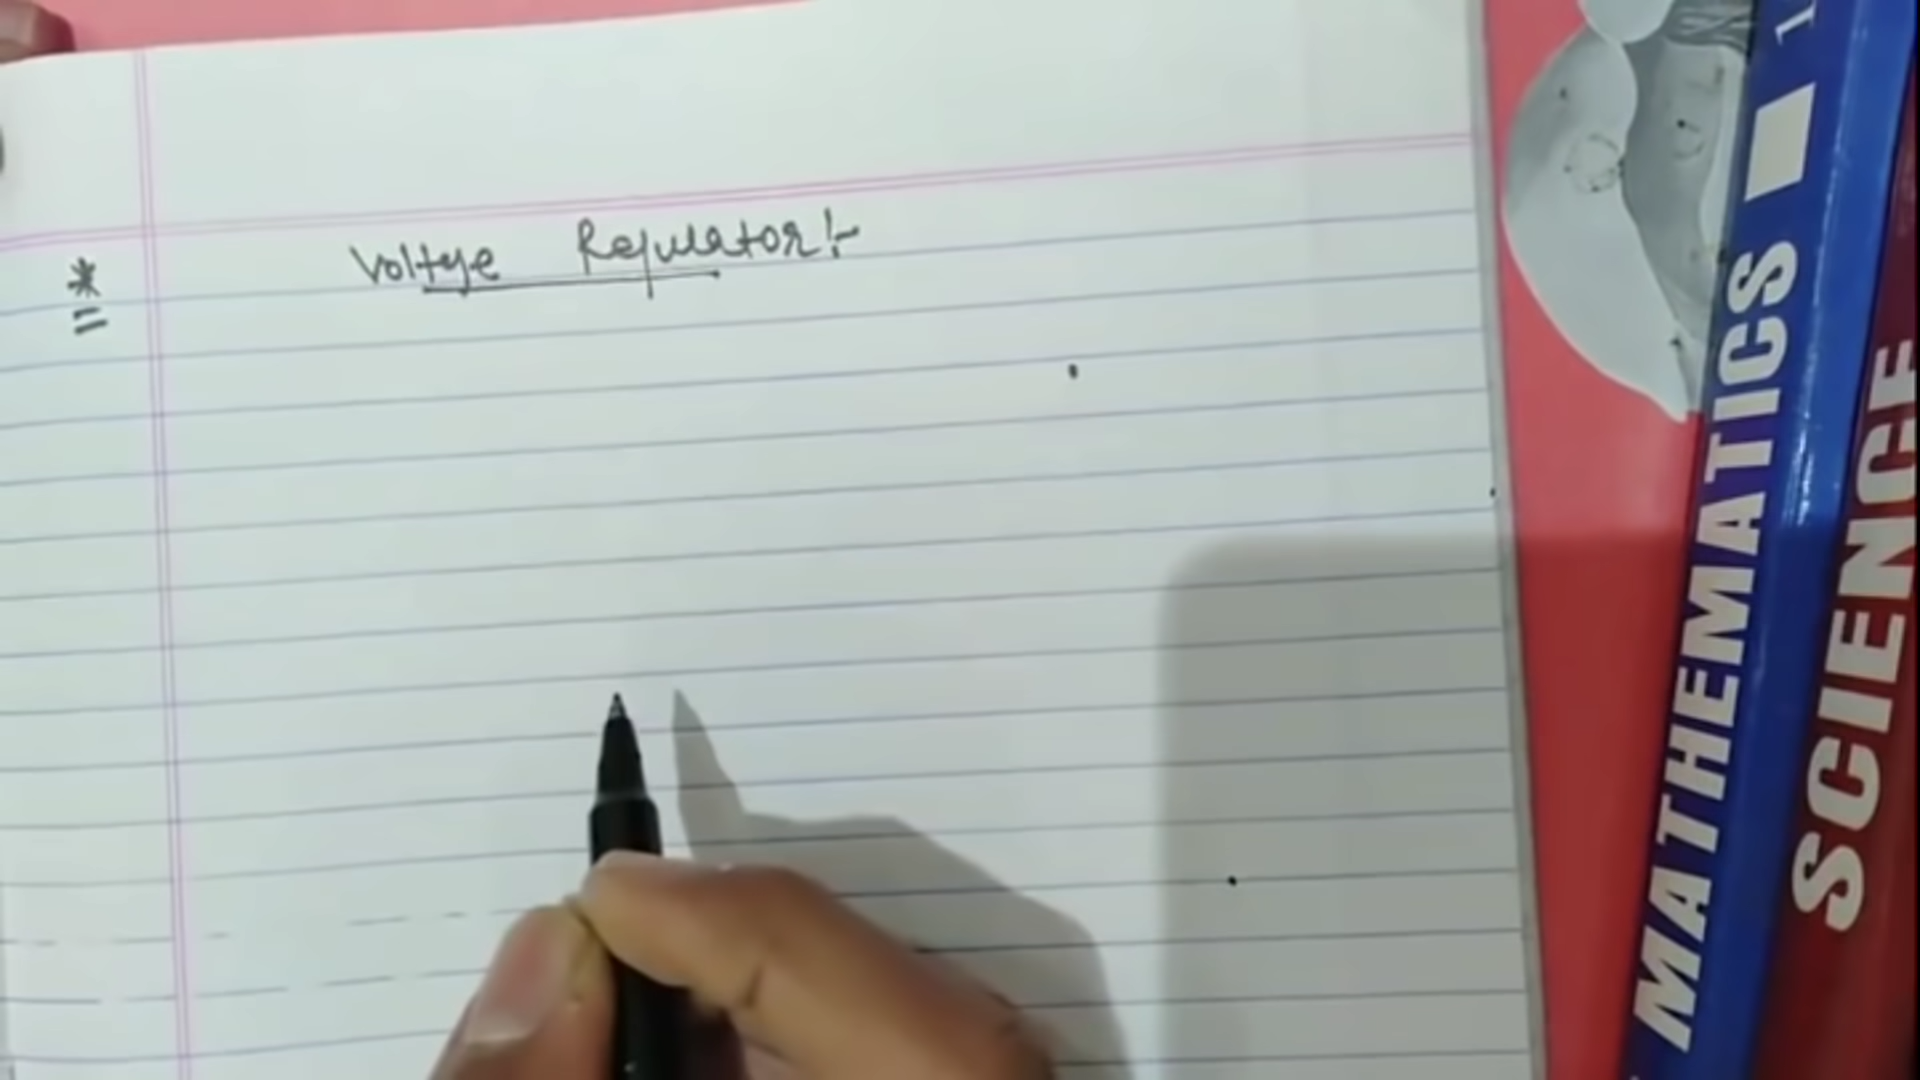 * Voltage Regulator:-
=
MATHEMATICS
SCIENCE